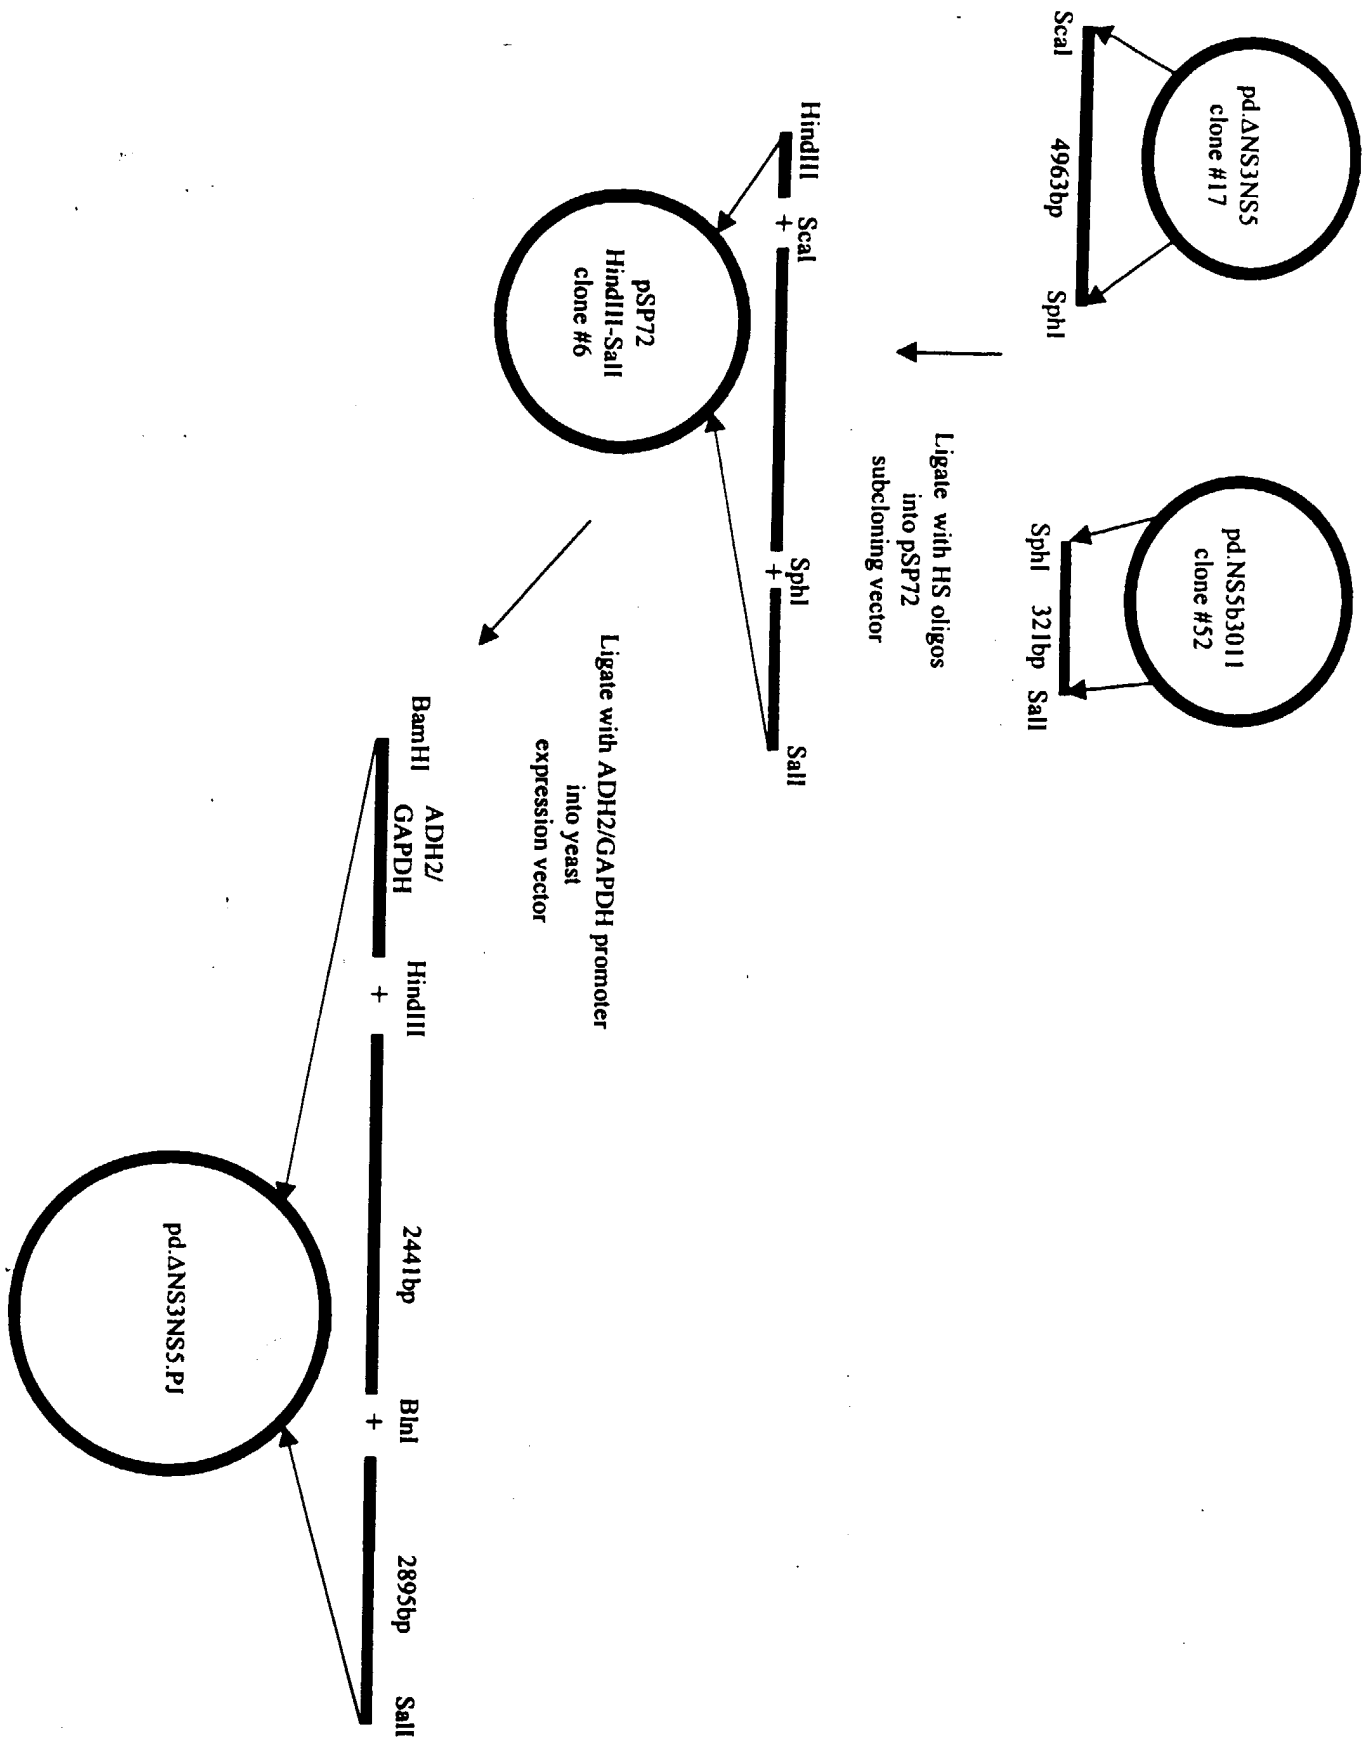 pd.ΔNS3NS5
clone #17
ScaI 4963bp SphI
pd.NS5b3011
clone #52
SphI 321bp SalI
Ligate with HS oligos
into pSP72
subcloning vector
HindIII ScaI SphI SalI
+ +
pSP72
HindIII-SalI
clone #6
Ligate with ADH2/GAPDH promoter
into yeast
expression vector
BamHI ADH2/ HindIII 2441bp BlnI 2895bp SalI
GAPDH + +
pd.ΔNS3NS5.PJ